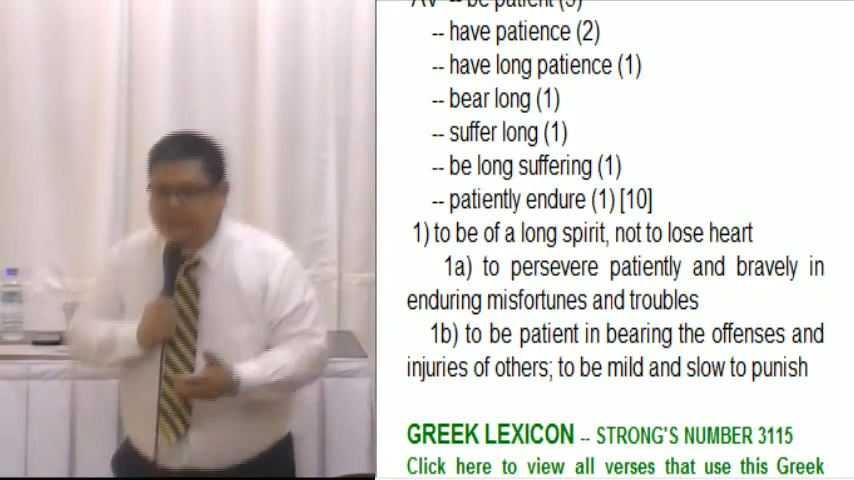 AV -- be patient (3)
-- have patience (2)
-- have long patience (1)
-- bear long (1)
-- suffer long (1)
-- be long suffering (1)
-- patiently endure (1) [10]
1) to be of a long spirit, not to lose heart
1a) to persevere patiently and bravely in
enduring misfortunes and troubles
1b) to be patient in bearing the offenses and
injuries of others; to be mild and slow to punish
GREEK LEXICON -- STRONG'S NUMBER 3115
Click here to view all verses that use this Greek